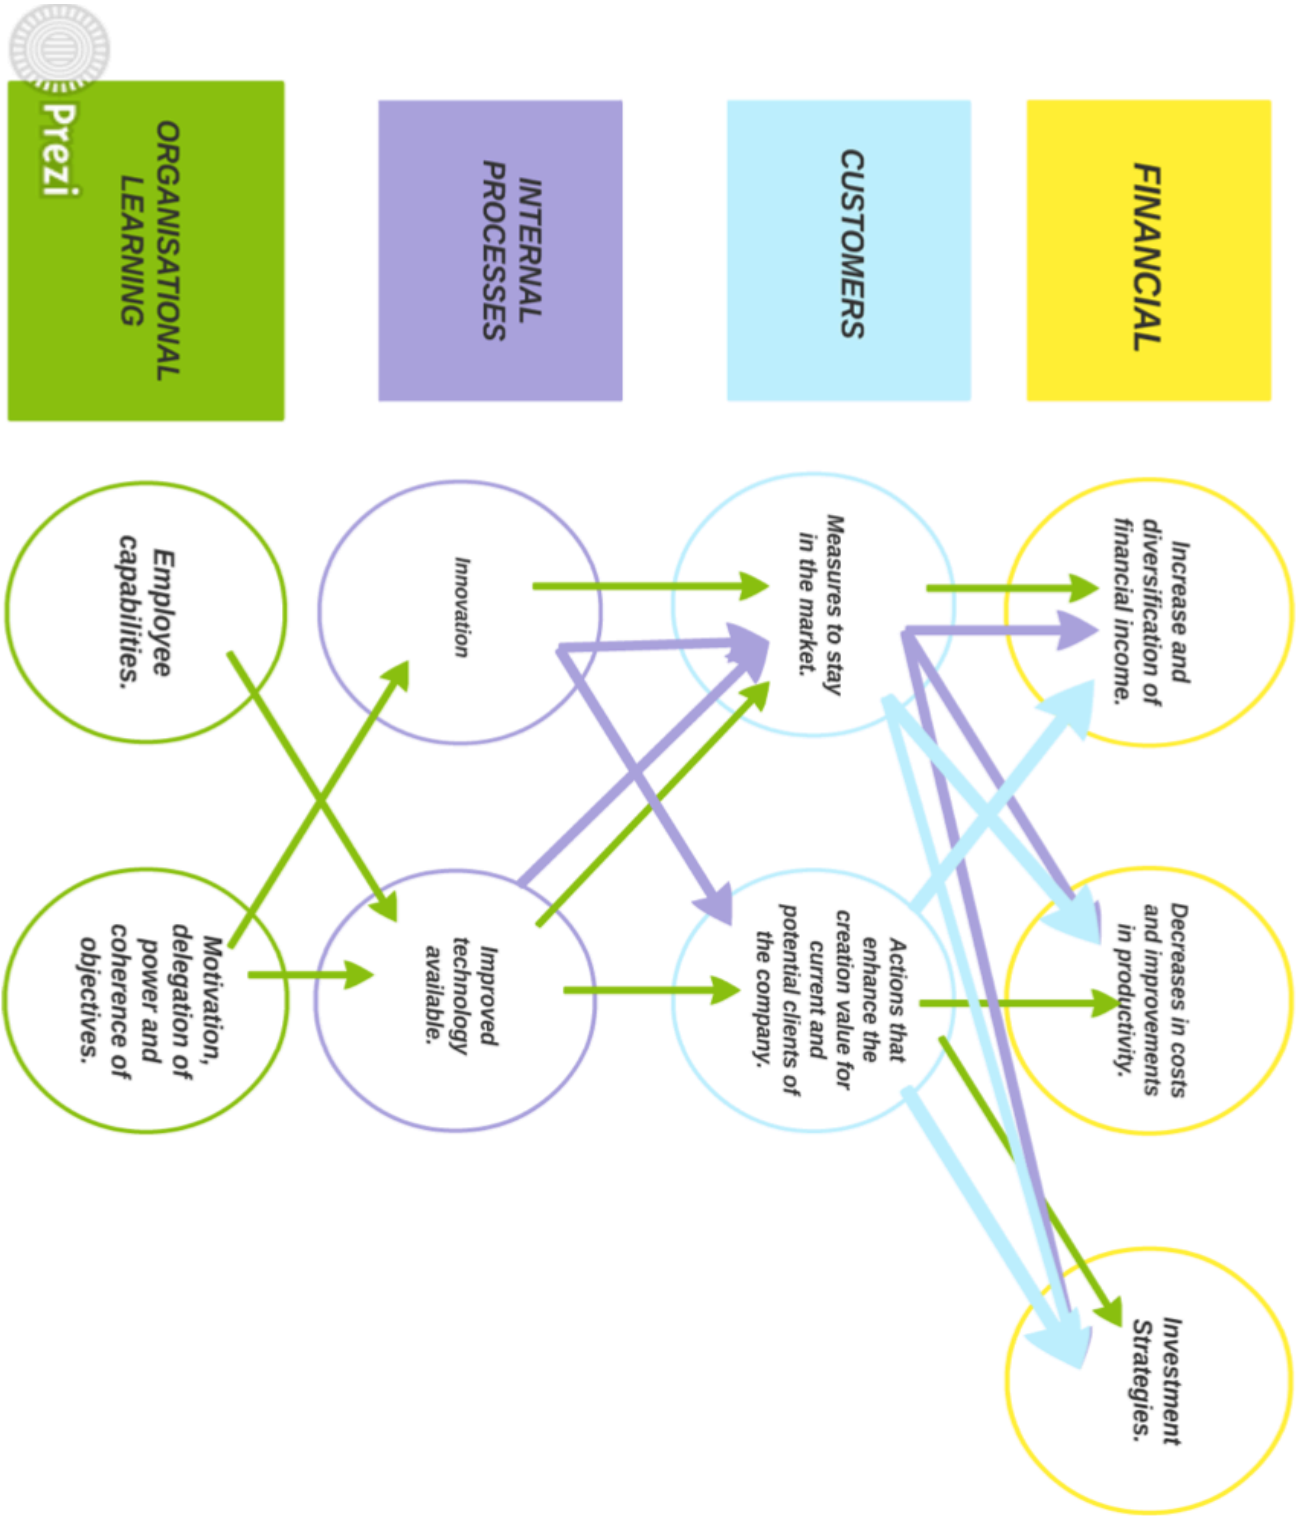 FINANCIAL
Increase and
diversification of
financial income.
Decreases in costs
and improvements
in productivity.
Investment
Strategies.
CUSTOMERS
Measures to stay
in the market.
Actions that
enhance the
creation value for
current and
potential clients of
the company.
INTERNAL
PROCESSES
Innovation
Improved
technology
available.
ORGANISATIONAL
LEARNING
Employee
capabilities.
Motivation,
delegation of
power and
coherence of
objectives.
Prezi